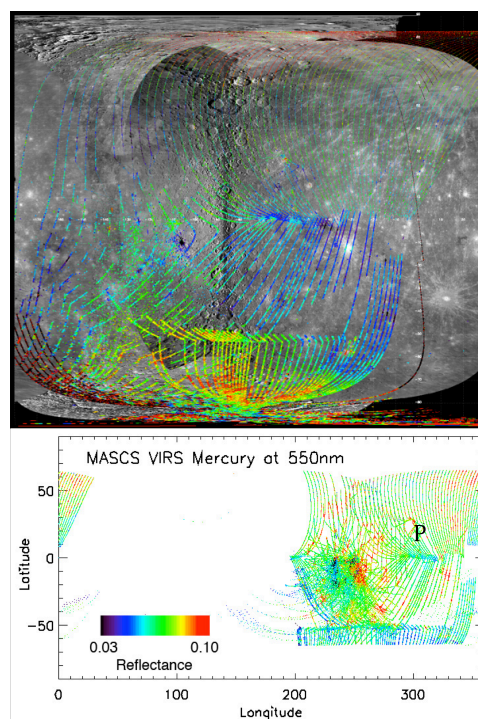 MASCS VIRS Mercury at 550nm
50
P
0
Latitude
-50
0.03 0.10
Reflectance
0 100 200 300
Longitude